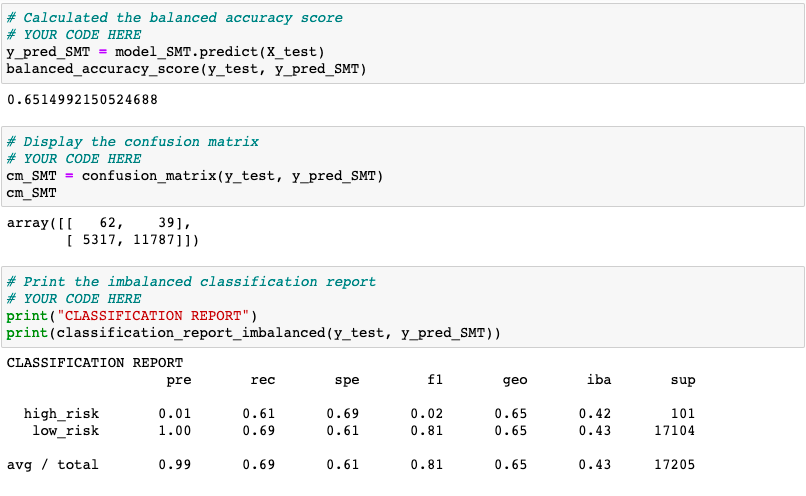 # Calculated the balanced accuracy score
# YOUR CODE HERE
y_pred_SMT = model_SMT.predict(X_test)
balanced_accuracy_score(y_test, y_pred_SMT)
0.6514992150524688
# Display the confusion matrix
# YOUR CODE HERE
cm_SMT = confusion_matrix(y_test, y_pred_SMT)
cm_SMT
array([[   62,    39],
       [ 5317, 11787]])
# Print the imbalanced classification report
# YOUR CODE HERE
print("CLASSIFICATION REPORT")
print(classification_report_imbalanced(y_test, y_pred_SMT))
CLASSIFICATION REPORT
                   pre       rec       spe        f1       geo       iba       sup
  high_risk       0.01      0.61      0.69      0.02      0.65      0.42       101
   low_risk       1.00      0.69      0.61      0.81      0.65      0.43     17104
avg / total       0.99      0.69      0.61      0.81      0.65      0.43     17205